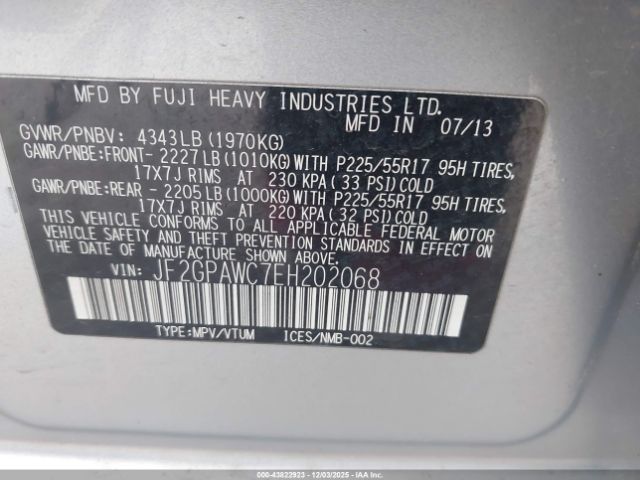 MFD BY FUJI HEAVY INDUSTRIES LTD.
MFD IN 07/13
GVWR/PNBV: 4343LB (1970KG)
GAWR/PNBE:FRONT- 2227LB (1010KG) WITH P225/55R17 95H TIRES,
17X7J RIMS AT 230 KPA (33 PSI) COLD
GAWR/PNBE:REAR - 2205LB (1000KG) WITH P225/55R17 95H TIRES,
17X7J RIMS AT 220 KPA (32 PSI) COLD
THIS VEHICLE CONFORMS TO ALL APPLICABLE FEDERAL MOTOR
VEHICLE SAFETY AND THEFT PREVENTION STANDARDS IN EFFECT ON
THE DATE OF MANUFACTURE SHOWN ABOVE.
VIN: JF2GPAWC7EH202068
TYPE:MPV/VTUM ICES/NMB-002
000-43822923 - 12/03/2025 - IAA, Inc.